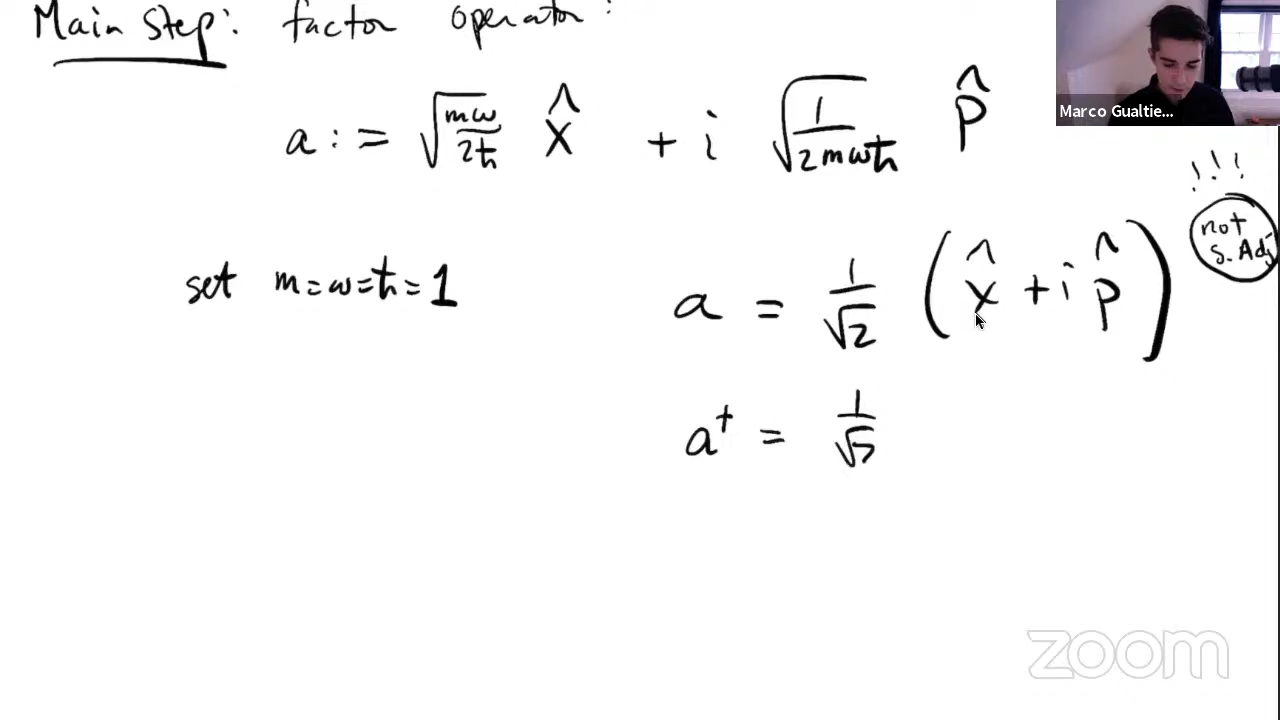 Main Step: factor operator:
a := √(mω/2ħ) x̂ + i √(1/2mωħ) p̂
Marco Gualtie...
!!!
not
S. Adj
set m=ω=ħ=1
a = 1/√2 (x̂ + i p̂)
a† = 1/√2
zoom